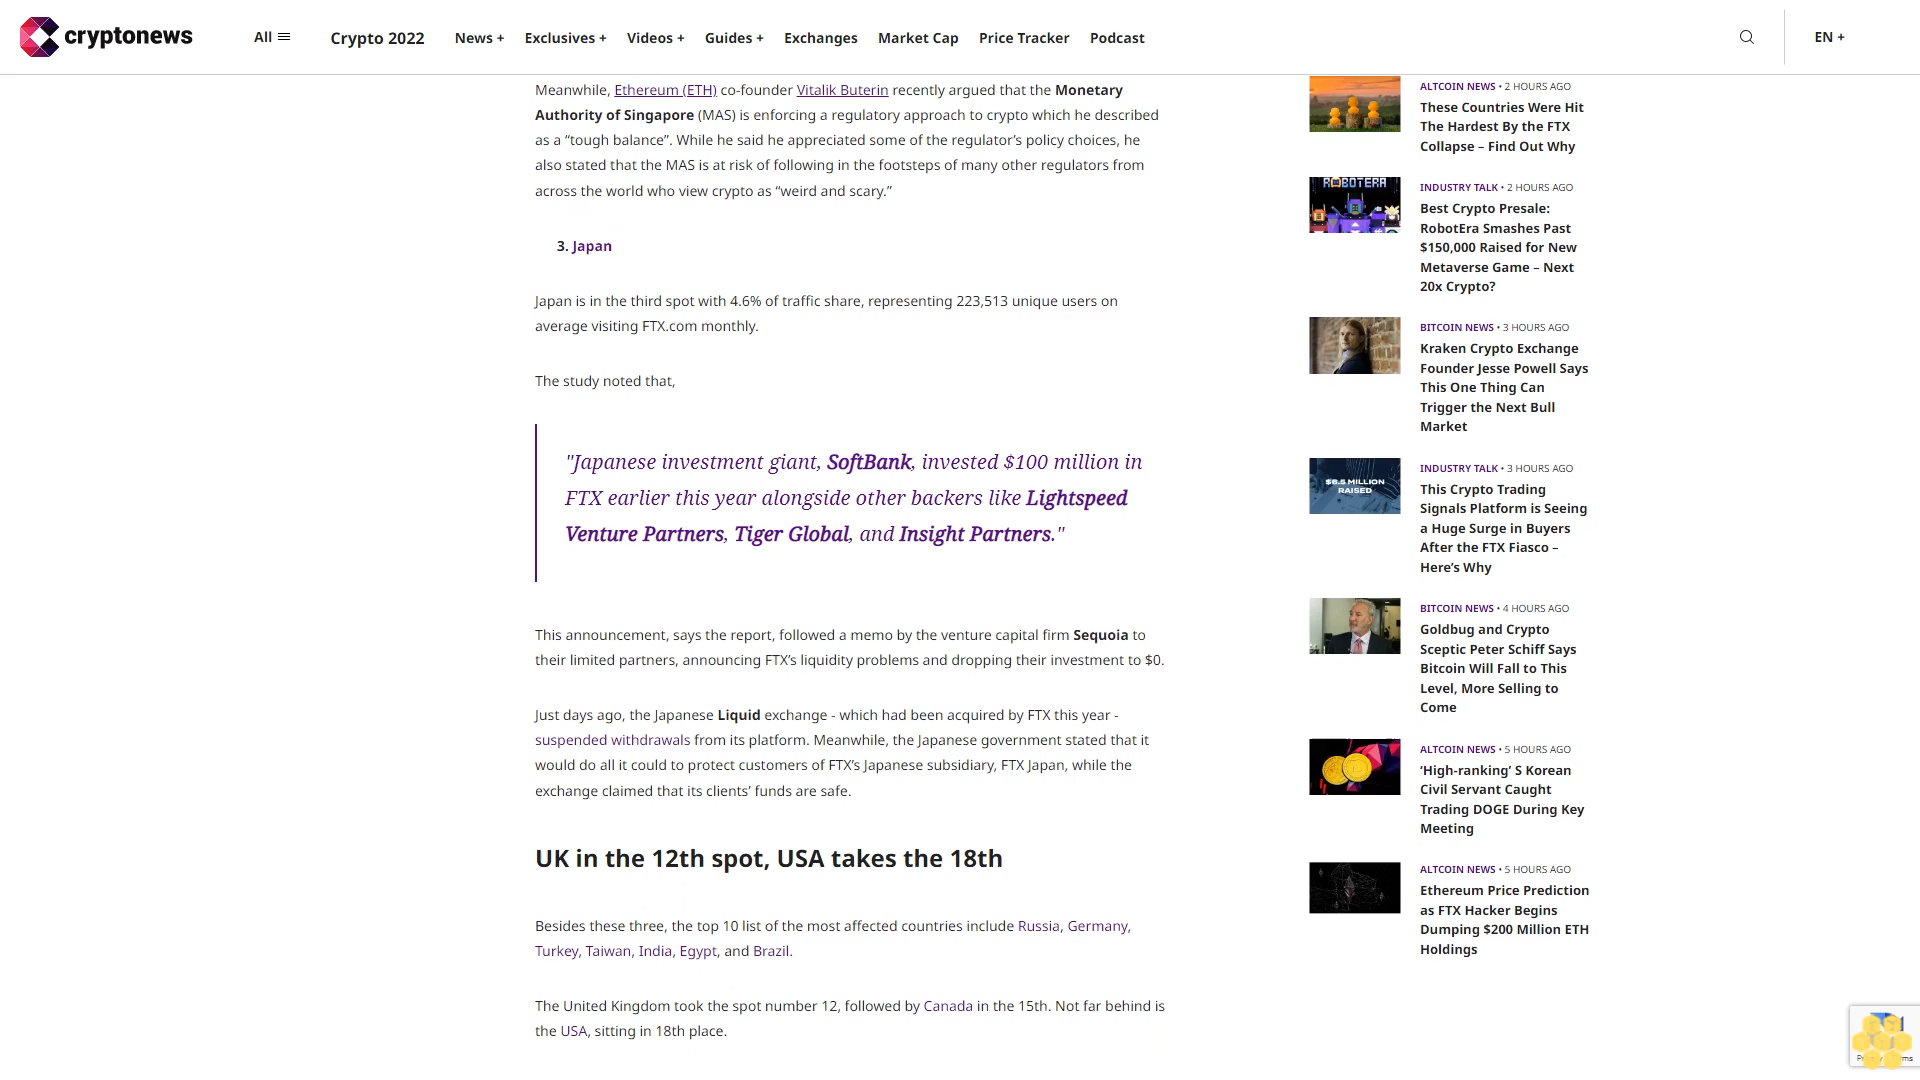 cryptonews
All
Crypto 2022
News +
Exclusives +
Videos +
Guides +
Exchanges
Market Cap
Price Tracker
Podcast
EN +
Meanwhile, Ethereum (ETH) co-founder Vitalik Buterin recently argued that the Monetary
Authority of Singapore (MAS) is enforcing a regulatory approach to crypto which he described
as a “tough balance”. While he said he appreciated some of the regulator’s policy choices, he
also stated that the MAS is at risk of following in the footsteps of many other regulators from
across the world who view crypto as “weird and scary.”
3. Japan
Japan is in the third spot with 4.6% of traffic share, representing 223,513 unique users on
average visiting FTX.com monthly.
The study noted that,
"Japanese investment giant, SoftBank, invested $100 million in
FTX earlier this year alongside other backers like Lightspeed
Venture Partners, Tiger Global, and Insight Partners."
This announcement, says the report, followed a memo by the venture capital firm Sequoia to
their limited partners, announcing FTX’s liquidity problems and dropping their investment to $0.
Just days ago, the Japanese Liquid exchange - which had been acquired by FTX this year -
suspended withdrawals from its platform. Meanwhile, the Japanese government stated that it
would do all it could to protect customers of FTX’s Japanese subsidiary, FTX Japan, while the
exchange claimed that its clients’ funds are safe.
UK in the 12th spot, USA takes the 18th
Besides these three, the top 10 list of the most affected countries include Russia, Germany,
Turkey, Taiwan, India, Egypt, and Brazil.
The United Kingdom took the spot number 12, followed by Canada in the 15th. Not far behind is
the USA, sitting in 18th place.
ALTCOIN NEWS • 2 HOURS AGO
These Countries Were Hit
The Hardest By the FTX
Collapse – Find Out Why
ROBOTERA
INDUSTRY TALK • 2 HOURS AGO
Best Crypto Presale:
RobotEra Smashes Past
$150,000 Raised for New
Metaverse Game – Next
20x Crypto?
BITCOIN NEWS • 3 HOURS AGO
Kraken Crypto Exchange
Founder Jesse Powell Says
This One Thing Can
Trigger the Next Bull
Market
$6.5 MILLION
RAISED
INDUSTRY TALK • 3 HOURS AGO
This Crypto Trading
Signals Platform is Seeing
a Huge Surge in Buyers
After the FTX Fiasco –
Here’s Why
BITCOIN NEWS • 4 HOURS AGO
Goldbug and Crypto
Sceptic Peter Schiff Says
Bitcoin Will Fall to This
Level, More Selling to
Come
ALTCOIN NEWS • 5 HOURS AGO
‘High-ranking’ S Korean
Civil Servant Caught
Trading DOGE During Key
Meeting
ALTCOIN NEWS • 5 HOURS AGO
Ethereum Price Prediction
as FTX Hacker Begins
Dumping $200 Million ETH
Holdings